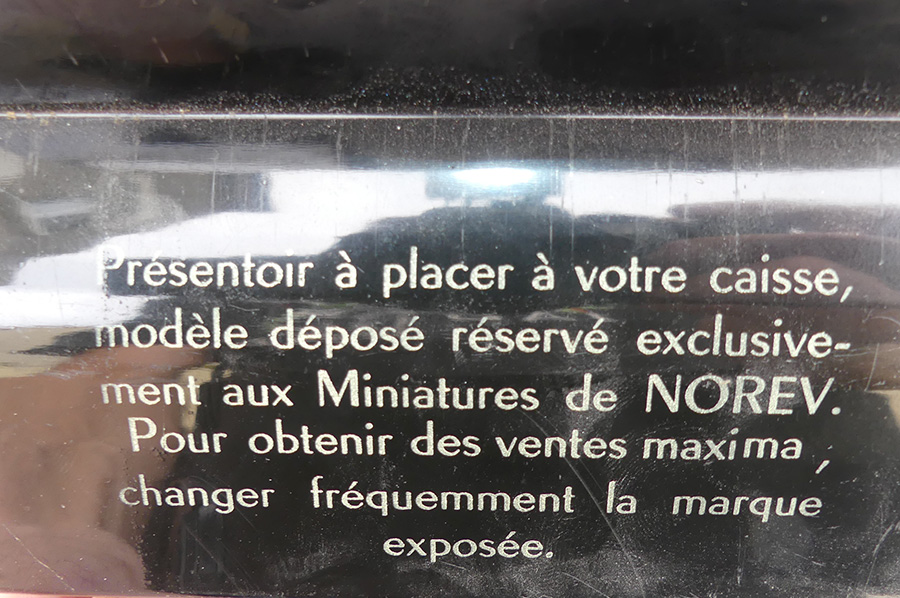 Présentoir à placer à votre caisse,
modèle déposé réservé exclusive-
ment aux Miniatures de NOREV.
Pour obtenir des ventes maxima ,
changer fréquemment la marque
exposée.